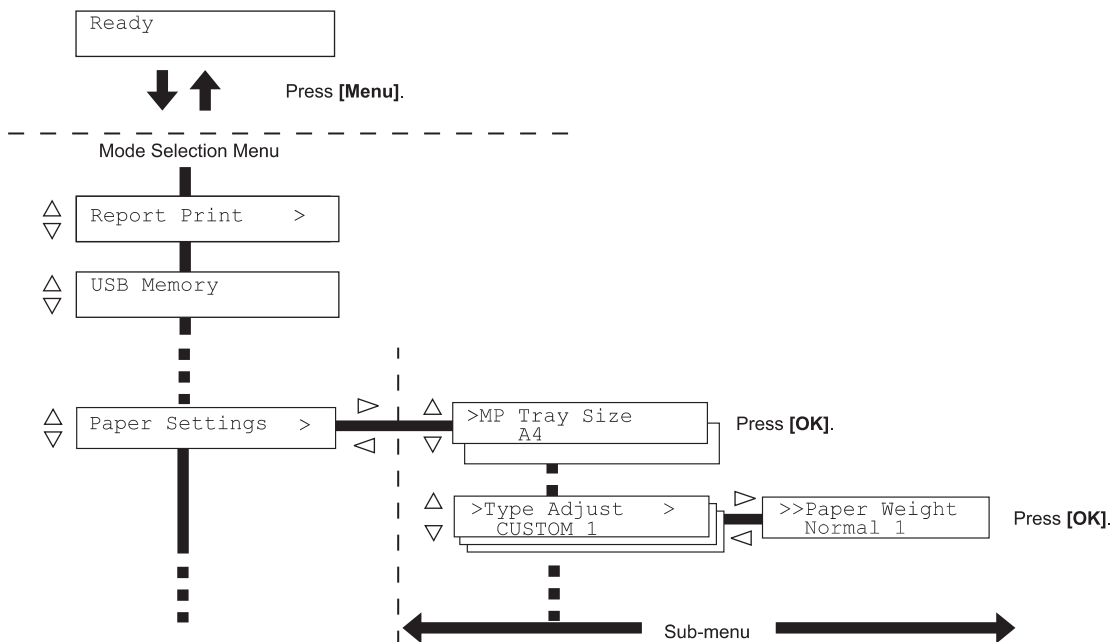 Ready
Press [Menu].
Mode Selection Menu
Report Print >
USB Memory
Paper Settings >
>MP Tray Size
A4
Press [OK].
>Type Adjust >
CUSTOM 1
>>Paper Weight
Normal 1
Press [OK].
Sub-menu